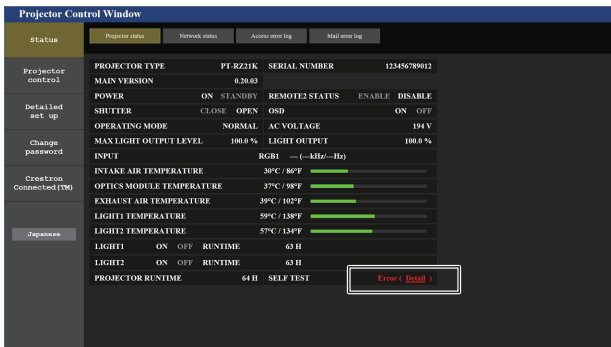 Projector Control Window
Status
Projector status Network status Access error log Mail error log
Projector control
Detailed set up
Change password
Crestron Connected(TM)
Japanese
PROJECTOR TYPE PT-RZ21K SERIAL NUMBER 123456789012
MAIN VERSION 0.20.03
POWER ON STANDBY REMOTE2 STATUS ENABLE DISABLE
SHUTTER CLOSE OPEN OSD ON OFF
OPERATING MODE NORMAL AC VOLTAGE 194 V
MAX LIGHT OUTPUT LEVEL 100.0 % LIGHT OUTPUT 100.0 %
INPUT RGB1 --- (---kHz/---Hz)
INTAKE AIR TEMPERATURE 30°C / 86°F
OPTICS MODULE TEMPERATURE 37°C / 98°F
EXHAUST AIR TEMPERATURE 39°C / 102°F
LIGHT1 TEMPERATURE 59°C / 138°F
LIGHT2 TEMPERATURE 57°C / 134°F
LIGHT1 ON OFF RUNTIME 63 H
LIGHT2 ON OFF RUNTIME 63 H
PROJECTOR RUNTIME 64 H SELF TEST Error ( Detail )